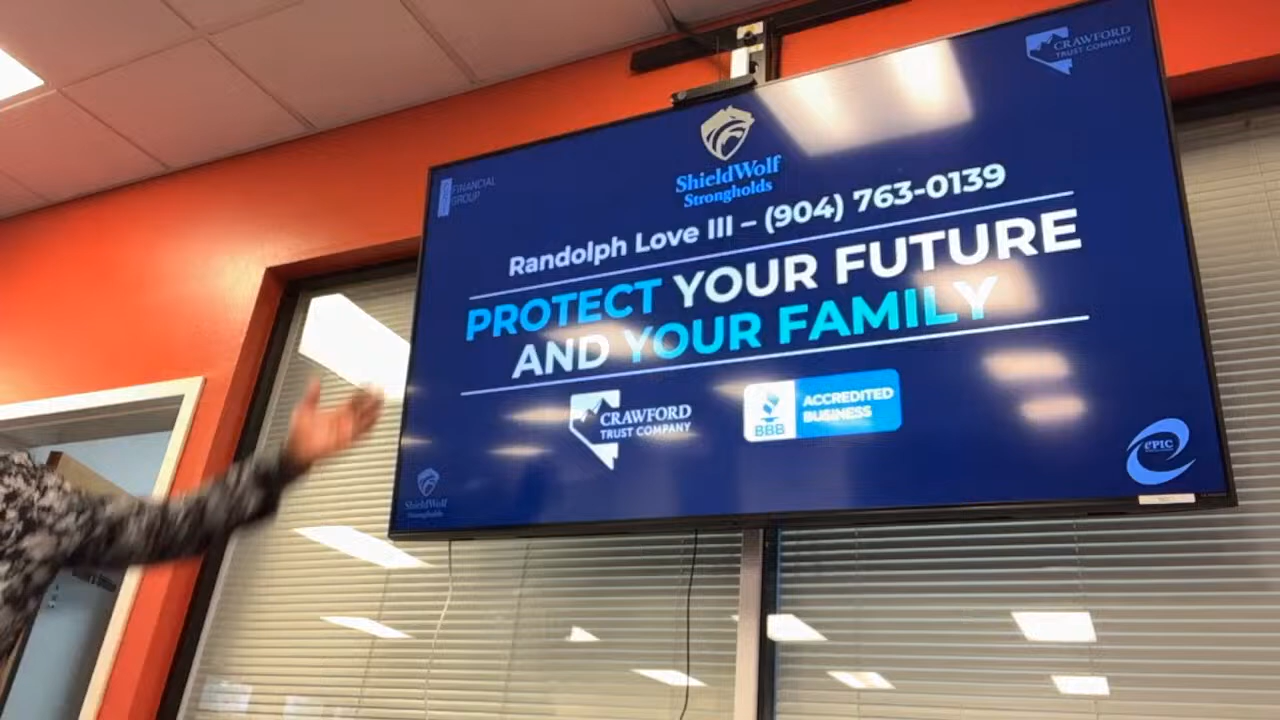 CRAWFORD
TRUST COMPANY
FINANCIAL
GROUP
ShieldWolf
Strongholds
Randolph Love III – (904) 763-0139
PROTECT YOUR FUTURE
AND YOUR FAMILY
CRAWFORD
TRUST COMPANY
BBB
ACCREDITED
BUSINESS
ePIC
ShieldWolf
Strongholds